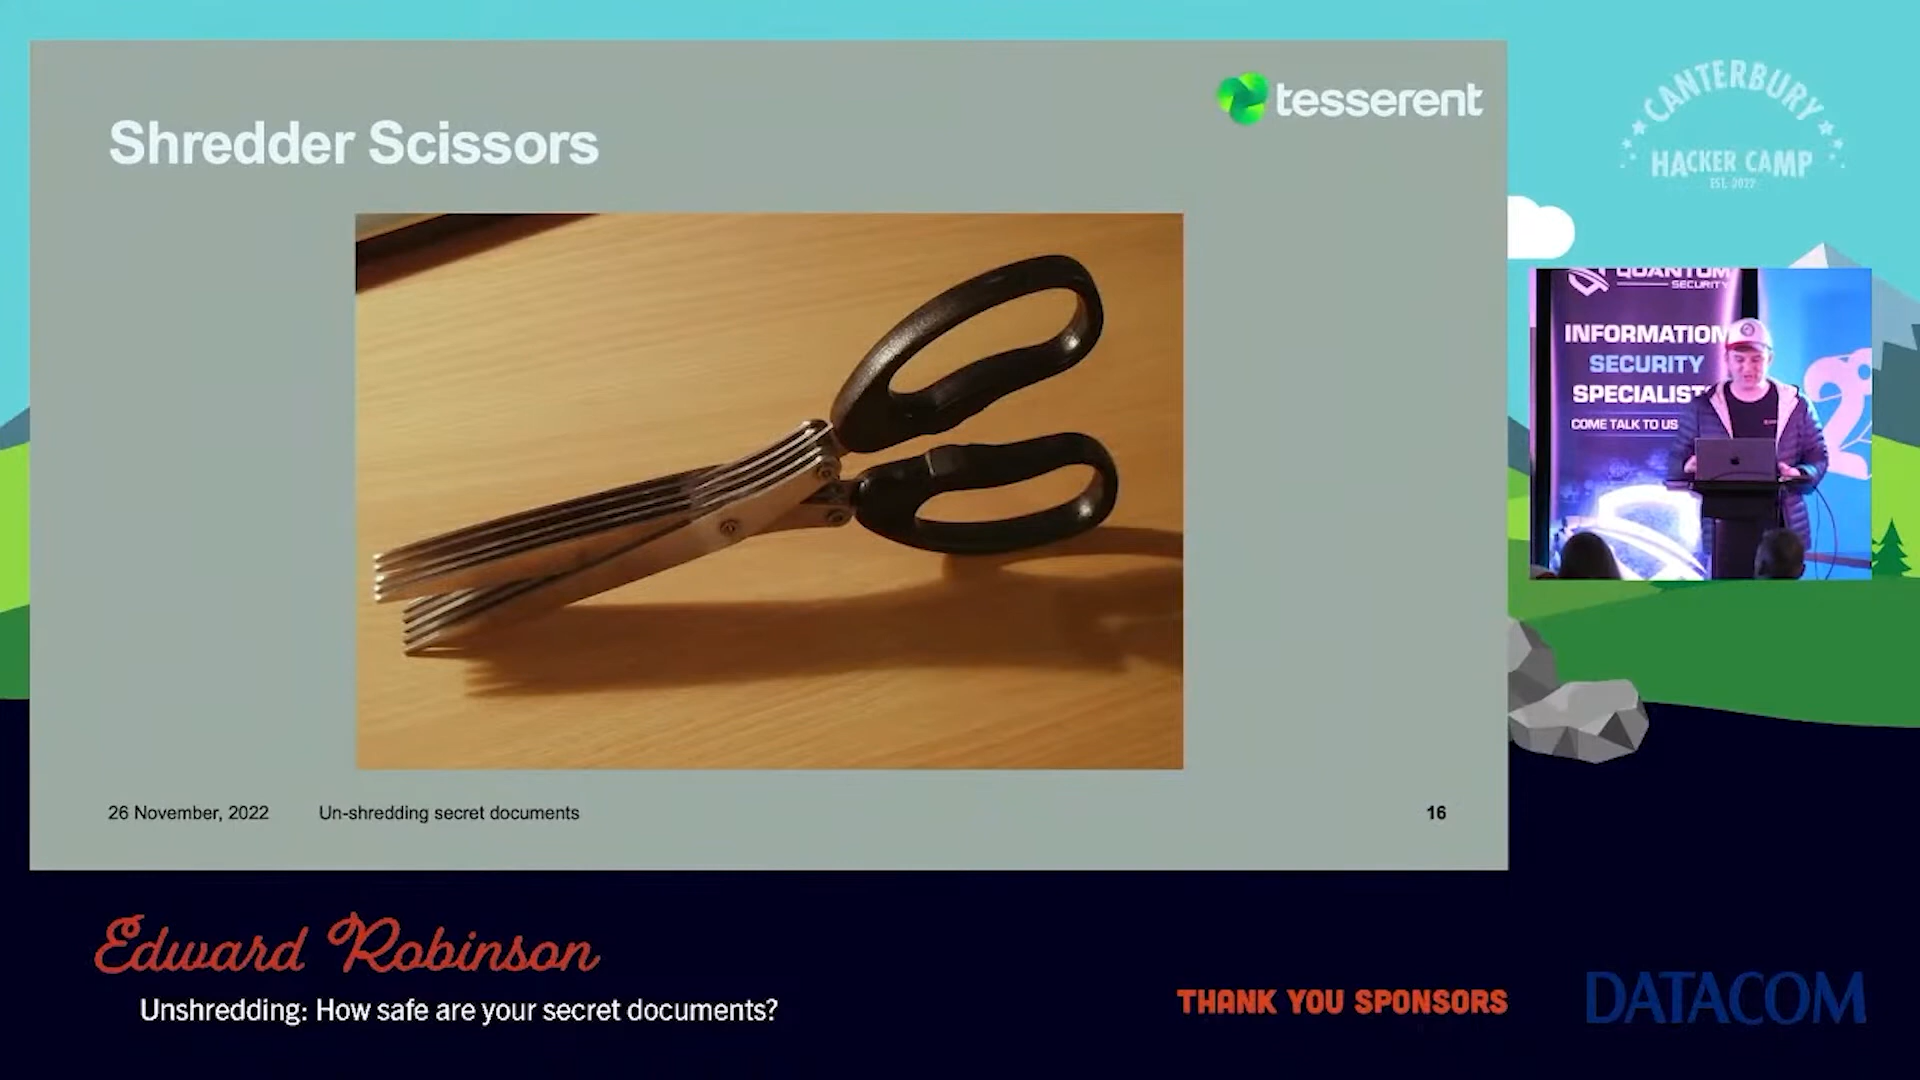 Shredder Scissors
tesserent
26 November, 2022
Un-shredding secret documents
16
CANTERBURY
HACKER CAMP
EST. 2022
QUANTUM
SECURITY
INFORMATION
SECURITY
SPECIALIST
COME TALK TO US
Edward Robinson
Unshredding: How safe are your secret documents?
THANK YOU SPONSORS
DATACOM